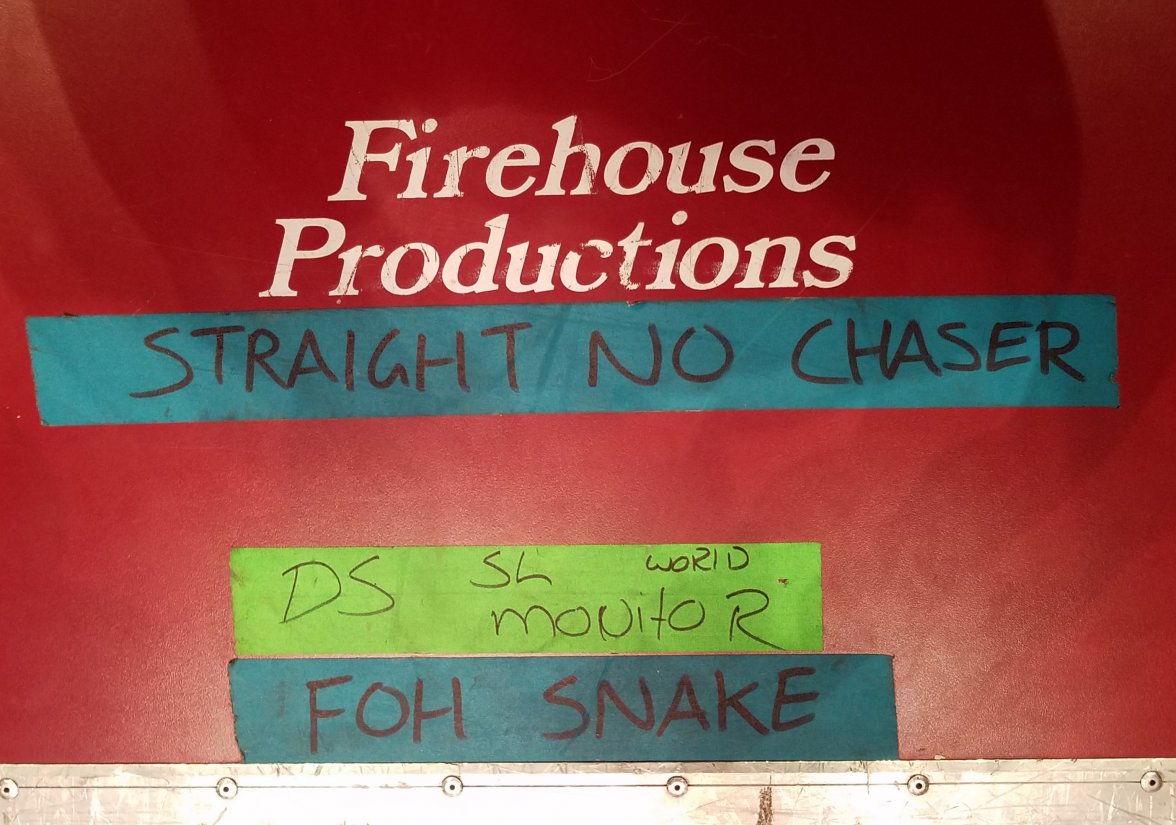 Firehouse
Productions
STRAIGHT NO CHASER
DS SL WORLD
MONitOR
FOH SNAKE